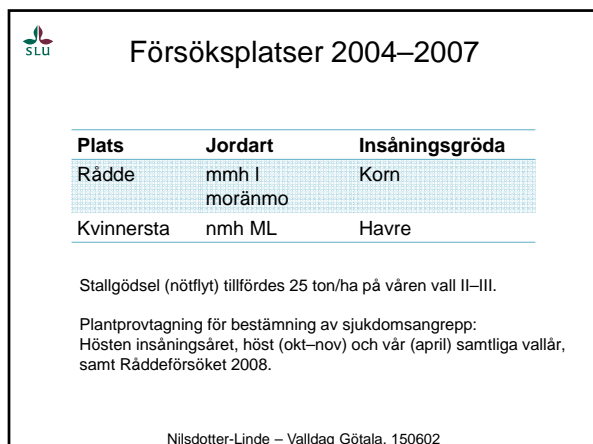 SLU
Försöksplatser 2004–2007
Plats Jordart Insåningsgröda
Rådde mmh l Korn
moränmo
Kvinnersta nmh ML Havre
Stallgödsel (nötflyt) tillfördes 25 ton/ha på våren vall II–III.
Plantprovtagning för bestämning av sjukdomsangrepp:
Hösten insåningsåret, höst (okt–nov) och vår (april) samtliga vallår,
samt Råddeförsöket 2008.
Nilsdotter-Linde – Valldag Götala, 150602